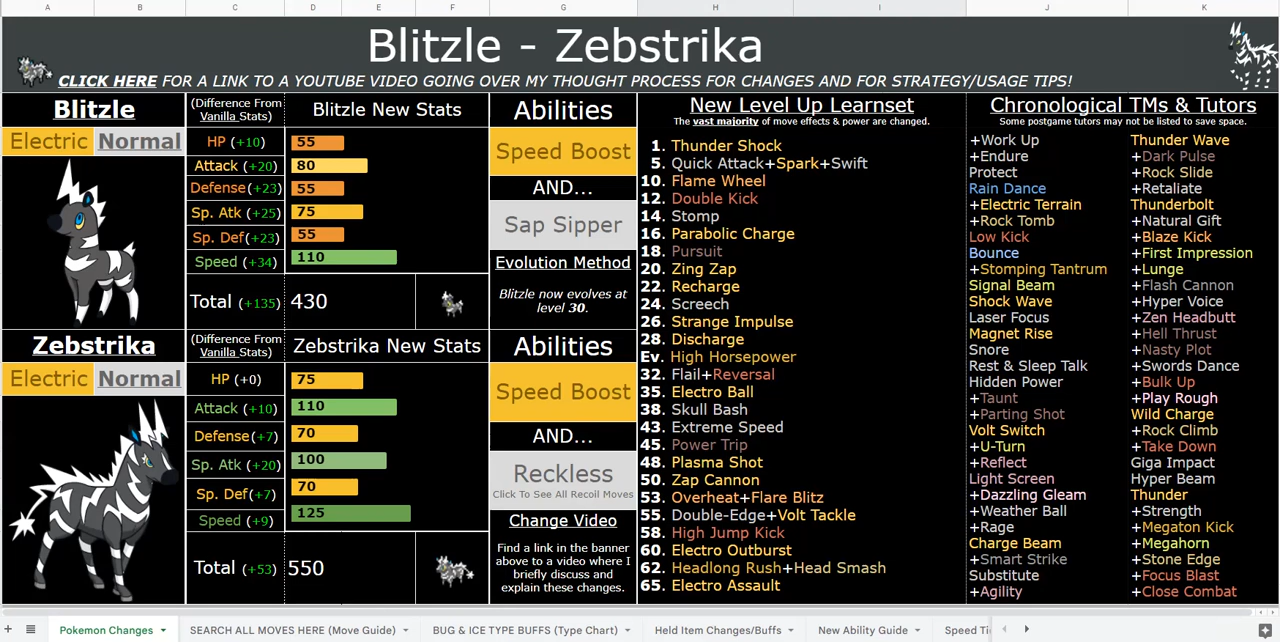 A B C D E F G H I J K
Blitzle - Zebstrika
CLICK HERE FOR A LINK TO A YOUTUBE VIDEO GOING OVER MY THOUGHT PROCESS FOR CHANGES AND FOR STRATEGY/USAGE TIPS!
Blitzle
Electric Normal
(Difference From
Vanilla Stats)
Blitzle New Stats
HP (+10) 55
Attack (+20) 80
Defense (+23) 55
Sp. Atk (+25) 75
Sp. Def(+23) 55
Speed (+34) 110
Total (+135) 430
Abilities
Speed Boost
AND...
Sap Sipper
Evolution Method
Blitzle now evolves at
level 30.
Zebstrika
Electric Normal
(Difference From
Vanilla Stats)
Zebstrika New Stats
HP (+0) 75
Attack (+10) 110
Defense (+7) 70
Sp. Atk (+20) 100
Sp. Def (+7) 70
Speed (+9) 125
Total (+53) 550
Abilities
Speed Boost
AND...
Reckless
Click To See All Recoil Moves
Change Video
Find a link in the banner
above to a video where I
briefly discuss and
explain these changes.
New Level Up Learnset
The vast majority of move effects & power are changed.
1. Thunder Shock
5. Quick Attack+Spark+Swift
10. Flame Wheel
12. Double Kick
14. Stomp
16. Parabolic Charge
18. Pursuit
20. Zing Zap
22. Recharge
24. Screech
26. Strange Impulse
28. Discharge
Ev. High Horsepower
32. Flail+Reversal
35. Electro Ball
38. Skull Bash
43. Extreme Speed
45. Power Trip
48. Plasma Shot
50. Zap Cannon
53. Overheat+Flare Blitz
55. Double-Edge+Volt Tackle
58. High Jump Kick
60. Electro Outburst
62. Headlong Rush+Head Smash
65. Electro Assault
Chronological TMs & Tutors
Some postgame tutors may not be listed to save space.
+Work Up
+Endure
Protect
Rain Dance
+Electric Terrain
+Rock Tomb
Low Kick
Bounce
+Stomping Tantrum
Signal Beam
Shock Wave
Laser Focus
Magnet Rise
Snore
Rest & Sleep Talk
Hidden Power
+Taunt
+Parting Shot
Volt Switch
+U-Turn
+Reflect
Light Screen
+Dazzling Gleam
+Weather Ball
+Rage
Charge Beam
+Smart Strike
Substitute
+Agility
Thunder Wave
+Dark Pulse
+Rock Slide
+Retaliate
Thunderbolt
+Natural Gift
+Blaze Kick
+First Impression
+Lunge
+Flash Cannon
+Hyper Voice
+Zen Headbutt
+Hell Thrust
+Nasty Plot
+Swords Dance
+Bulk Up
+Play Rough
Wild Charge
+Rock Climb
+Take Down
Giga Impact
Hyper Beam
Thunder
+Strength
+Megaton Kick
+Megahorn
+Stone Edge
+Focus Blast
+Close Combat
Pokemon Changes SEARCH ALL MOVES HERE (Move Guide) BUG & ICE TYPE BUFFS (Type Chart) Held Item Changes/Buffs New Ability Guide Speed Ti